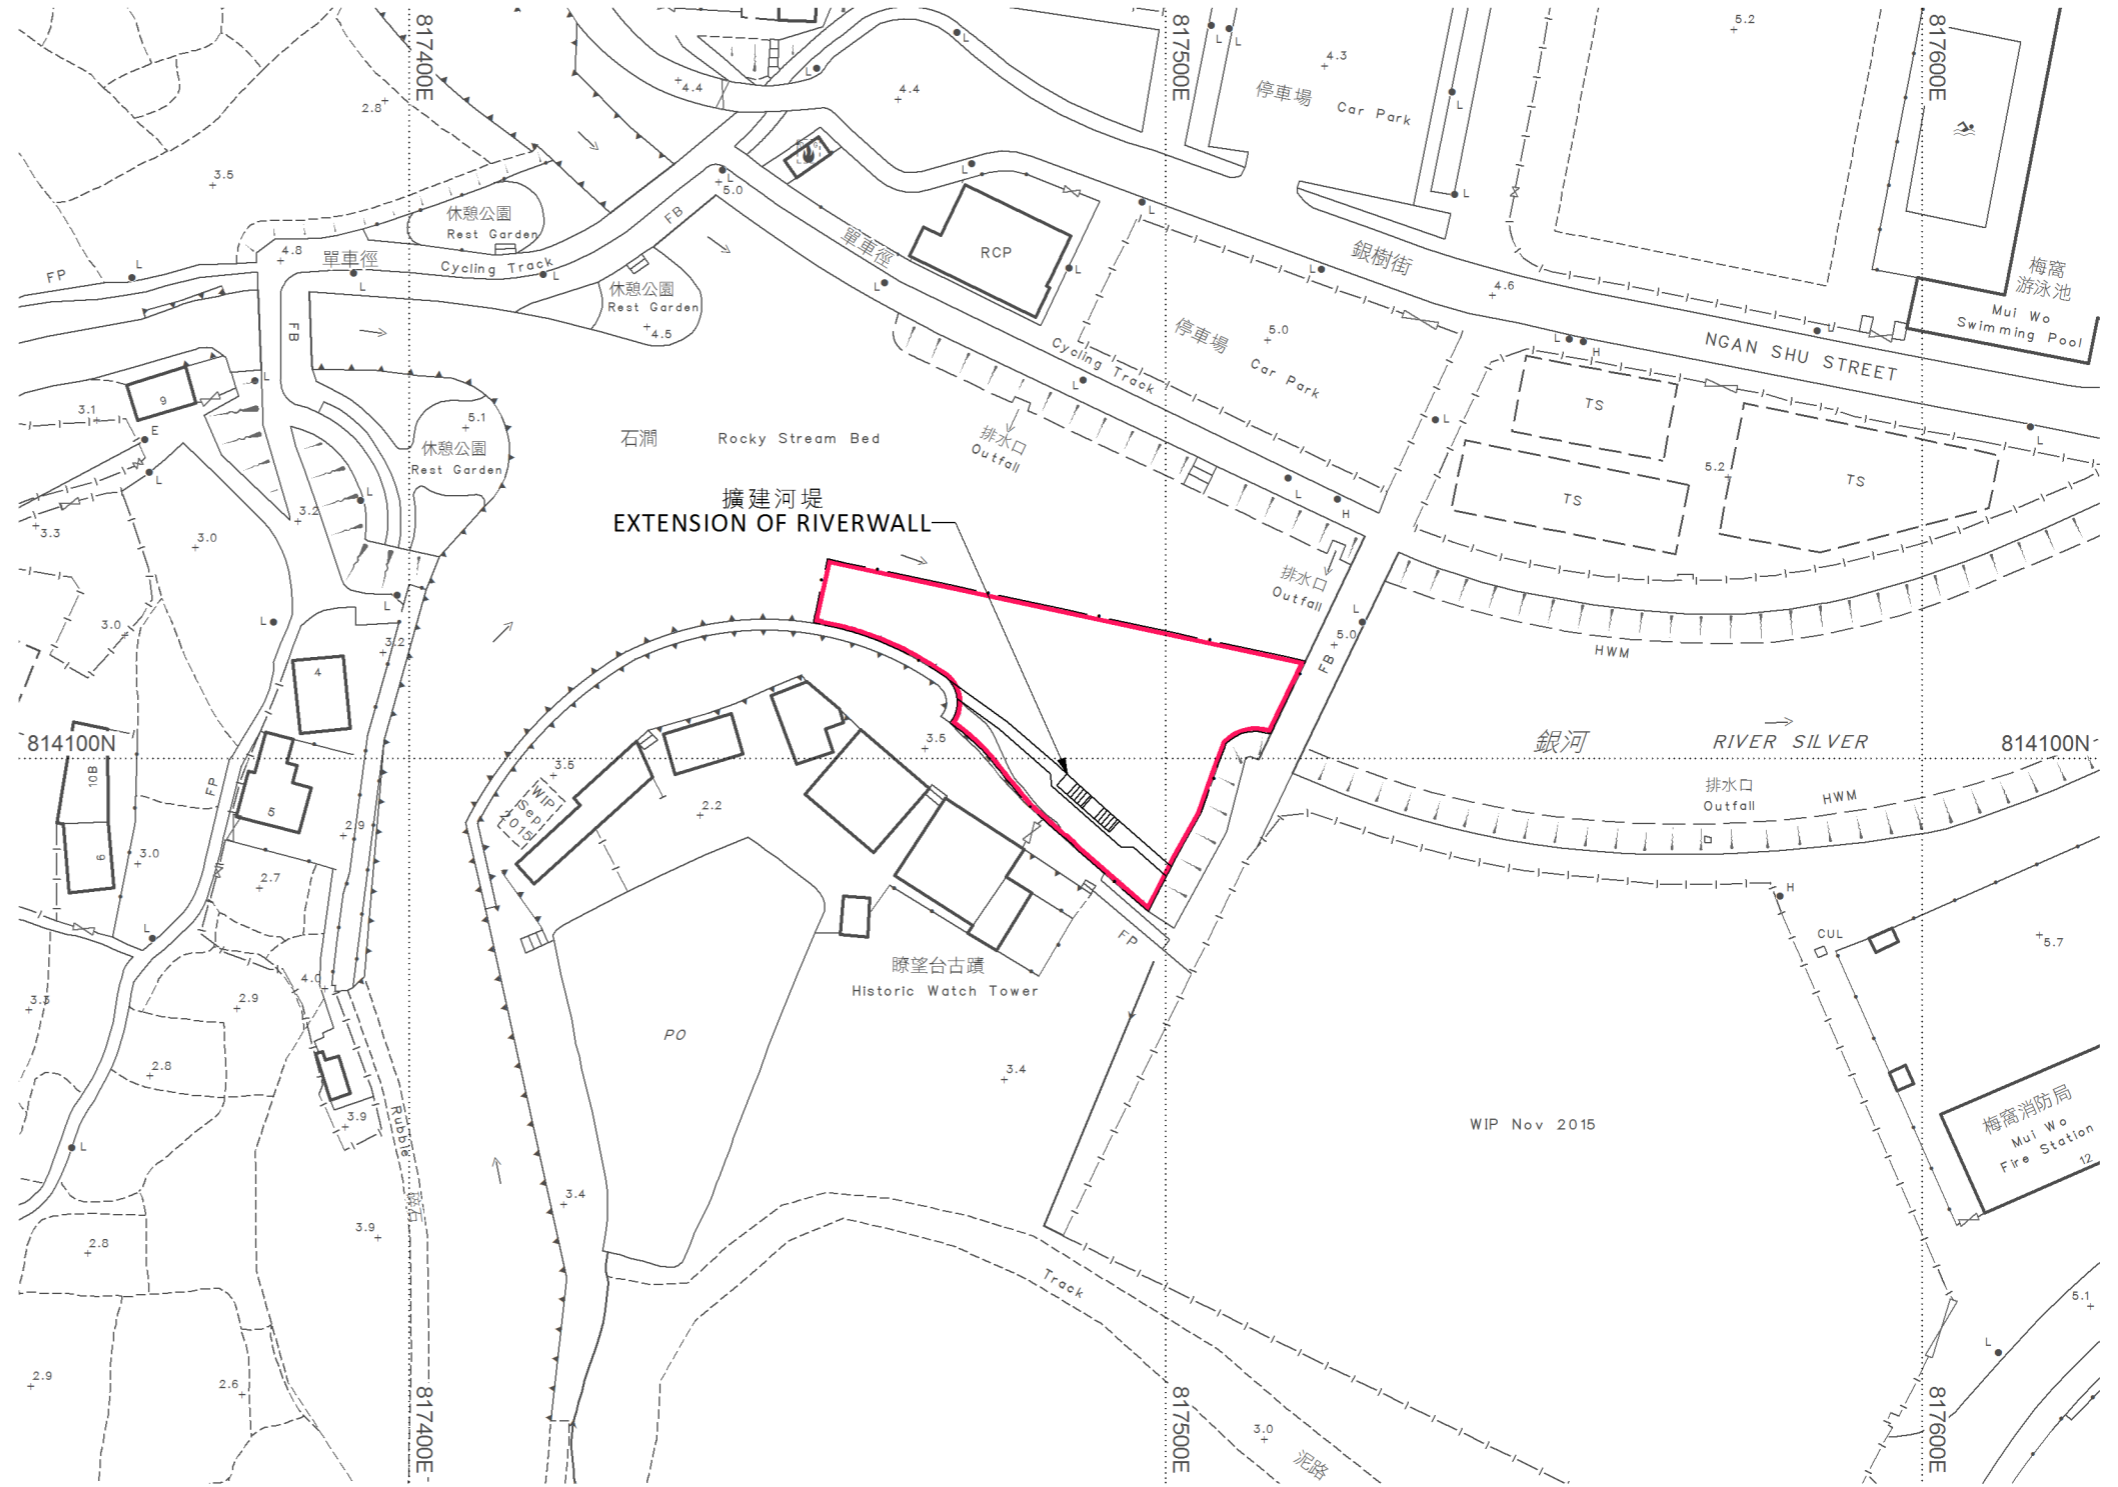 817400E
817500E
817600E
5.2
4.3
停車場
Car Park
L
L
L
L
L
4.4
4.4
2.8
3.5
休憩公園
Rest Garden
4.8
單車徑
Cycling Track
L
FP
L
L
FB
L
5.0
FB
休憩公園
Rest Garden
4.5
單車徑
L
RCP
L
L
L
L
銀樹街
4.6
L
停車場
5.0
Car Park
Cycling Track
L
梅窩
游泳池
Mui Wo
Swimming Pool
NGAN SHU STREET
L
H
TS
TS
TS
5.2
L
L
9
3.1
E
L
L
5.1
休憩公園
Rest Garden
L
3.2
3.3
3.0
石澗
Rocky Stream Bed
排水口
Outfall
L
H
擴建河堤
EXTENSION OF RIVERWALL
排水口
Outfall
L
5.0
FB
HWM
3.0
L
L
3.2
4
5
FP
10B
6
3.0
2.9
2.7
L
814100N
814100N
3.5
3.5
WIP
Sep
2015
2.2
銀河
RIVER SILVER
排水口
Outfall
HWM
H
CUL
5.7
FP
瞭望台古蹟
Historic Watch Tower
PO
3.4
4.0
3.3
2.9
2.8
3.9
Rubble
礫石
L
3.9
2.8
2.9
2.6
3.4
WIP Nov 2015
梅窩消防局
Mui Wo
Fire Station
12
Track
5.1
L
3.0
泥路
817400E
817500E
817600E